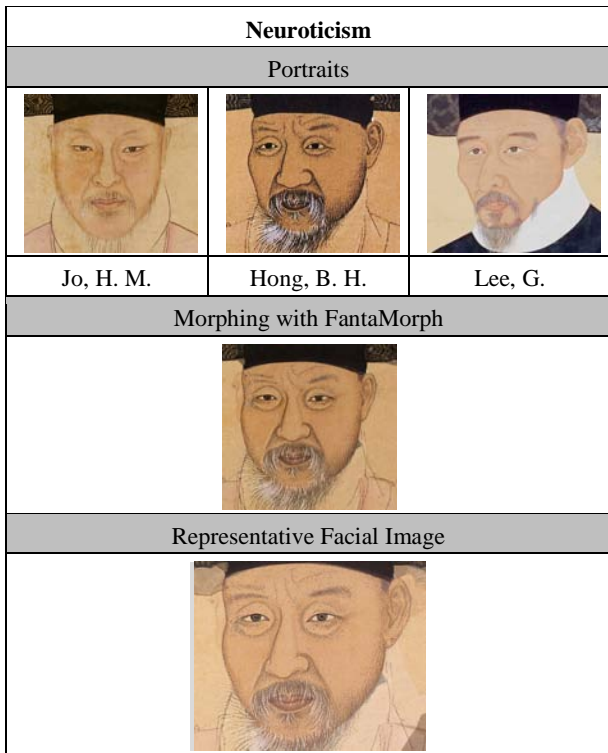 Neuroticism
Portraits
Jo, H. M. Hong, B. H. Lee, G.
Morphing with FantaMorph
Representative Facial Image